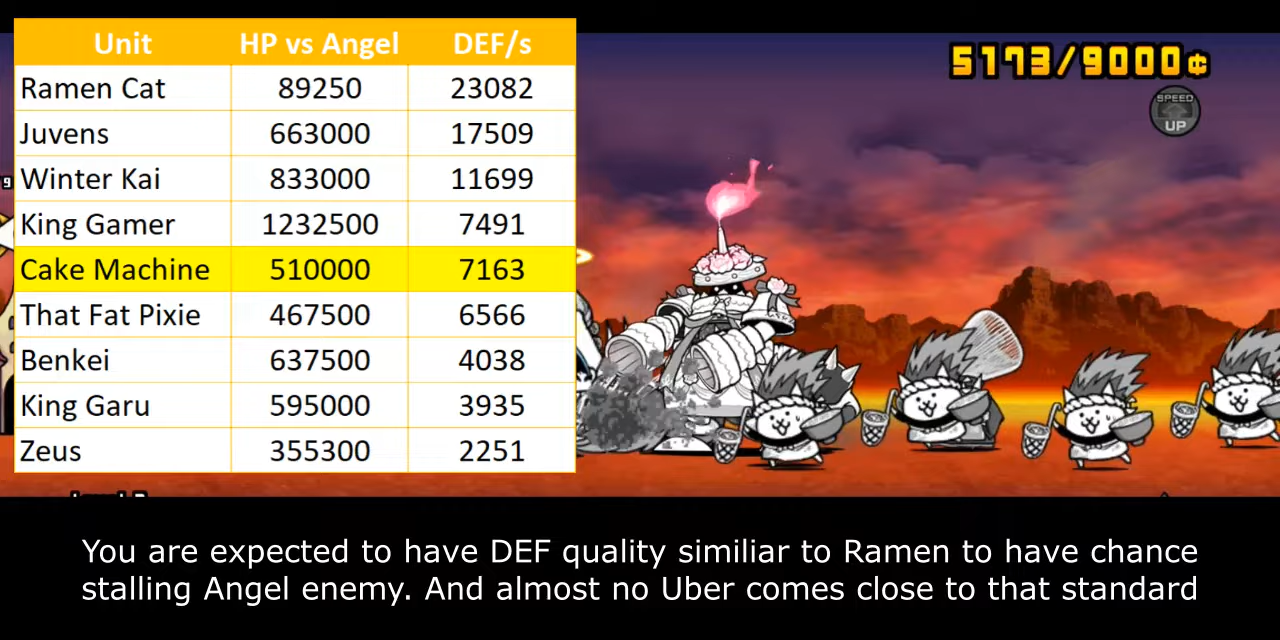 Unit HP vs Angel DEF/s
Ramen Cat 89250 23082
Juvens 663000 17509
Winter Kai 833000 11699
King Gamer 1232500 7491
Cake Machine 510000 7163
That Fat Pixie 467500 6566
Benkei 637500 4038
King Garu 595000 3935
Zeus 355300 2251
5173/9000¢
SPEED
UP
9
You are expected to have DEF quality similiar to Ramen to have chance
stalling Angel enemy. And almost no Uber comes close to that standard